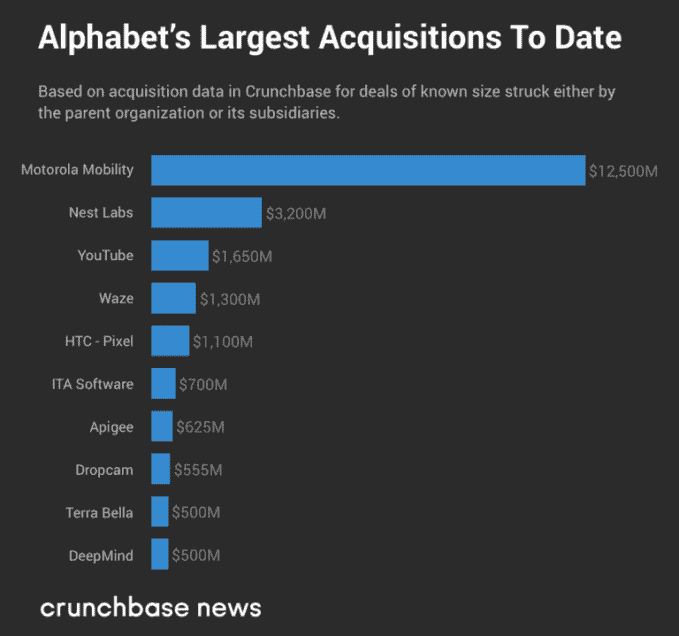 Alphabet's Largest Acquisitions To Date
Based on acquisition data in Crunchbase for deals of known size struck either by
the parent organization or its subsidiaries.
Motorola Mobility $12,500M
Nest Labs $3,200M
YouTube $1,650M
Waze $1,300M
HTC - Pixel $1,100M
ITA Software $700M
Apigee $625M
Dropcam $555M
Terra Bella $500M
DeepMind $500M
crunchbase news